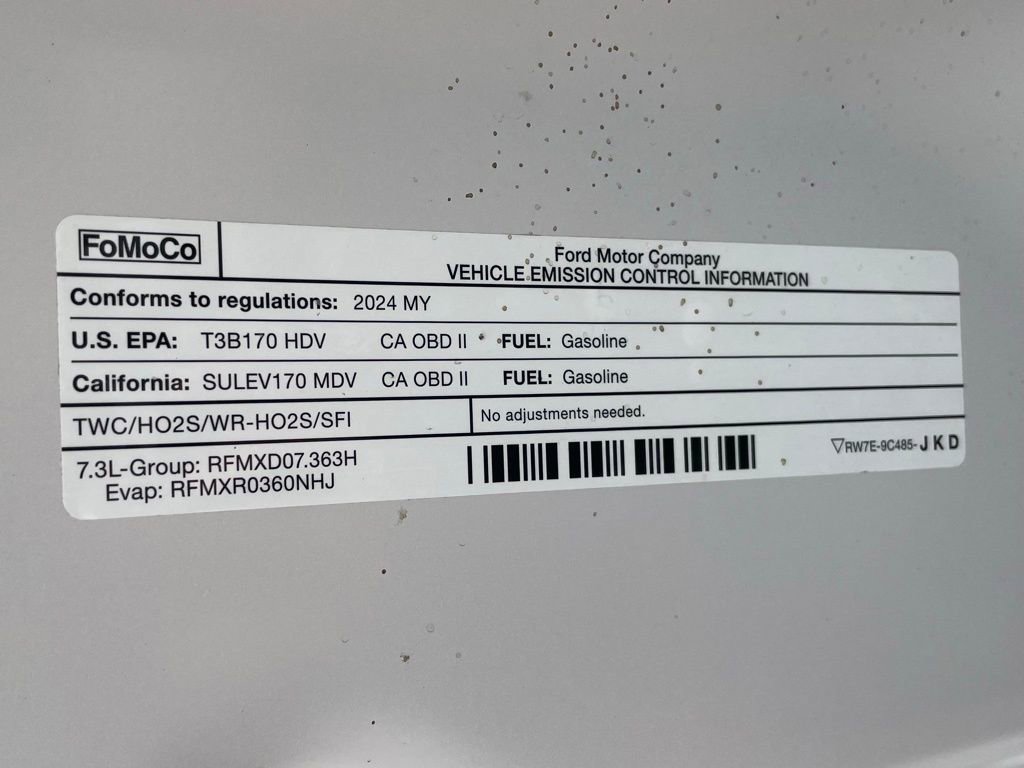 FoMoCo
Ford Motor Company
VEHICLE EMISSION CONTROL INFORMATION
Conforms to regulations: 2024 MY
U.S. EPA: T3B170 HDV CA OBD II FUEL: Gasoline
California: SULEV170 MDV CA OBD II FUEL: Gasoline
TWC/HO2S/WR-HO2S/SFI
No adjustments needed.
7.3L-Group: RFMXD07.363H
Evap: RFMXR0360NHJ
▽RW7E-9C485-JKD